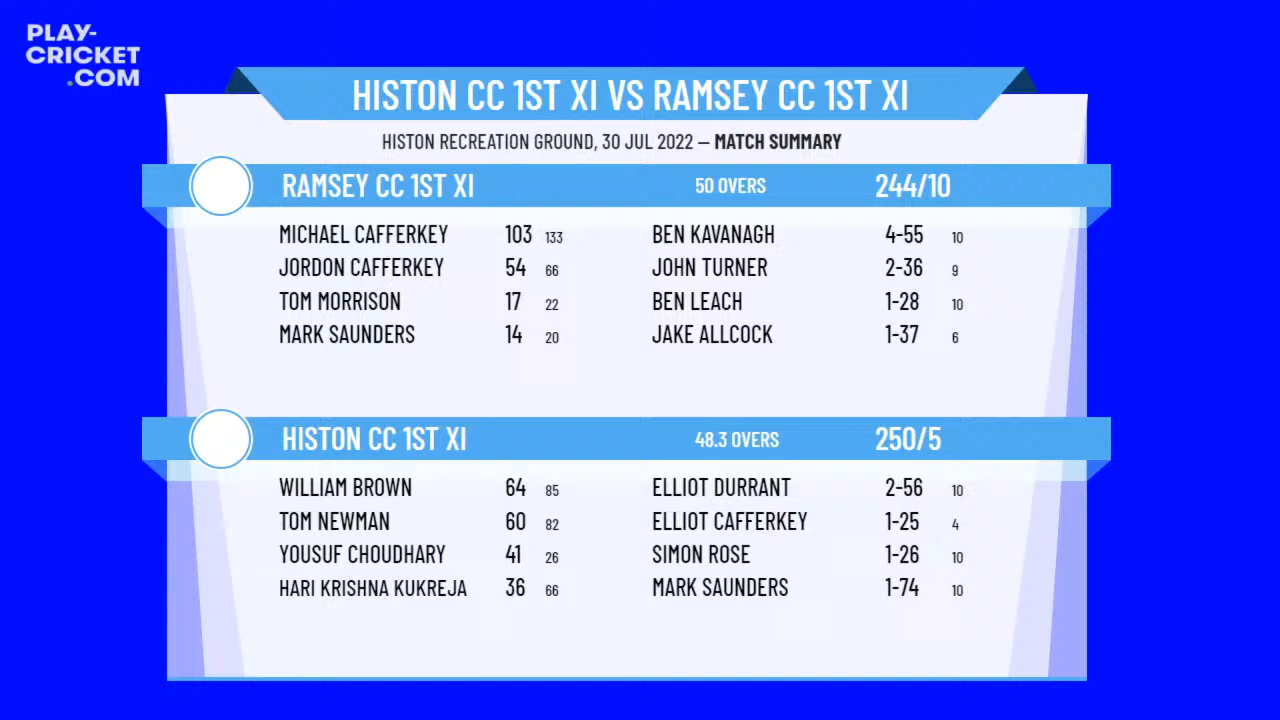 PLAY-
CRICKET
.COM
HISTON CC 1ST XI VS RAMSEY CC 1ST XI
HISTON RECREATION GROUND, 30 JUL 2022 – MATCH SUMMARY
RAMSEY CC 1ST XI 50 OVERS 244/10
MICHAEL CAFFERKEY 103 133 BEN KAVANAGH 4-55 10
JORDON CAFFERKEY 54 66 JOHN TURNER 2-36 9
TOM MORRISON 17 22 BEN LEACH 1-28 10
MARK SAUNDERS 14 20 JAKE ALLCOCK 1-37 6
HISTON CC 1ST XI 48.3 OVERS 250/5
WILLIAM BROWN 64 85 ELLIOT DURRANT 2-56 10
TOM NEWMAN 60 82 ELLIOT CAFFERKEY 1-25 4
YOUSUF CHOUDHARY 41 26 SIMON ROSE 1-26 10
HARI KRISHNA KUKREJA 36 66 MARK SAUNDERS 1-74 10